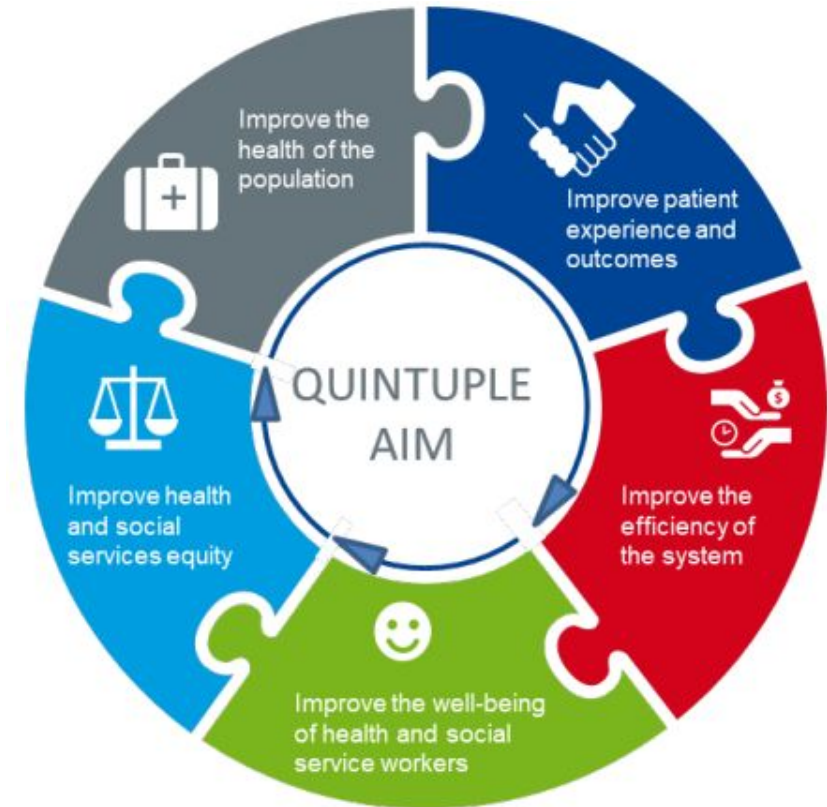 Improve the
health of the
population
Improve patient
experience and
outcomes
$
QUINTUPLE
AIM
Improve health
and social
services equity
Improve the
efficiency of
the system
Improve the well-being
of health and social
service workers